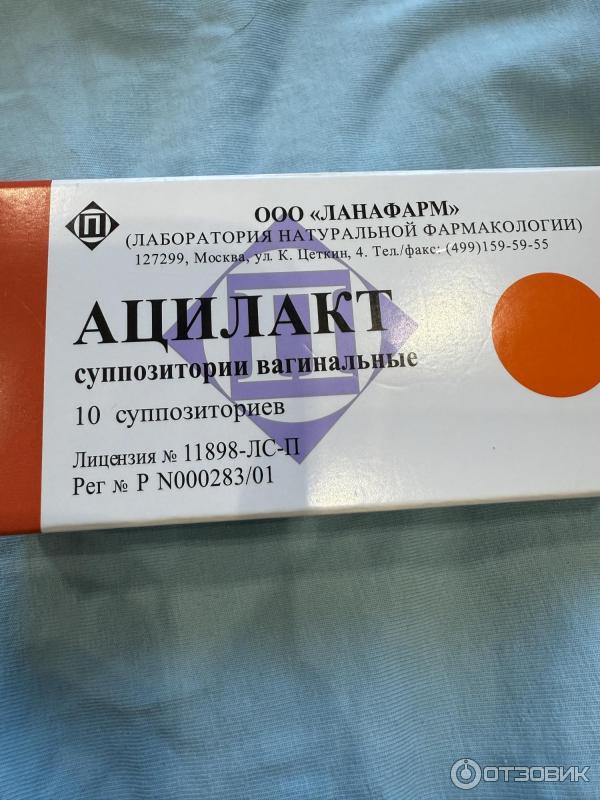 ООО «ЛАНАФАРМ»
(ЛАБОРАТОРИЯ НАТУРАЛЬНОЙ ФАРМАКОЛОГИИ)
127299, Москва, ул. К. Цеткин, 4. Тел./факс: (499)159-59-55
АЦИЛАКТ
суппозитории вагинальные
10 суппозиториев
Лицензия № 11898-ЛС-П
Рег № Р N000283/01
ОТЗОВИК